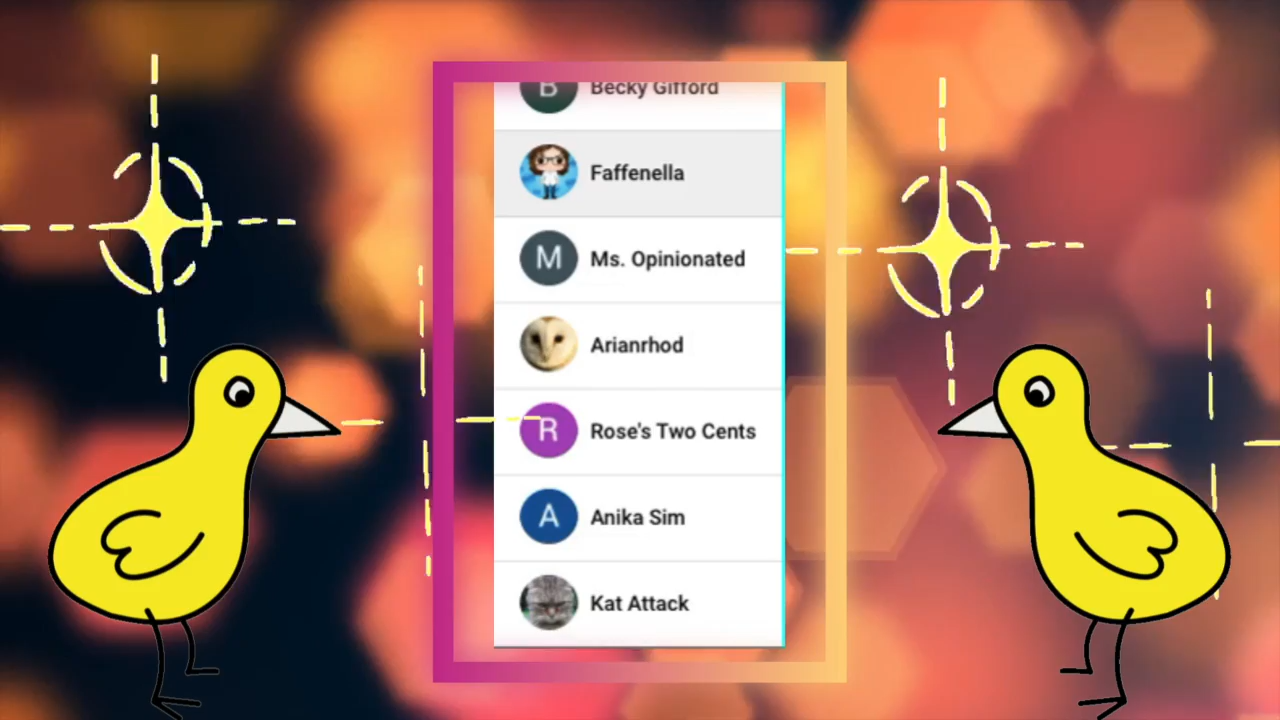 B Becky Gifford
Faffenella
M Ms. Opinionated
Arianrhod
R Rose's Two Cents
A Anika Sim
Kat Attack